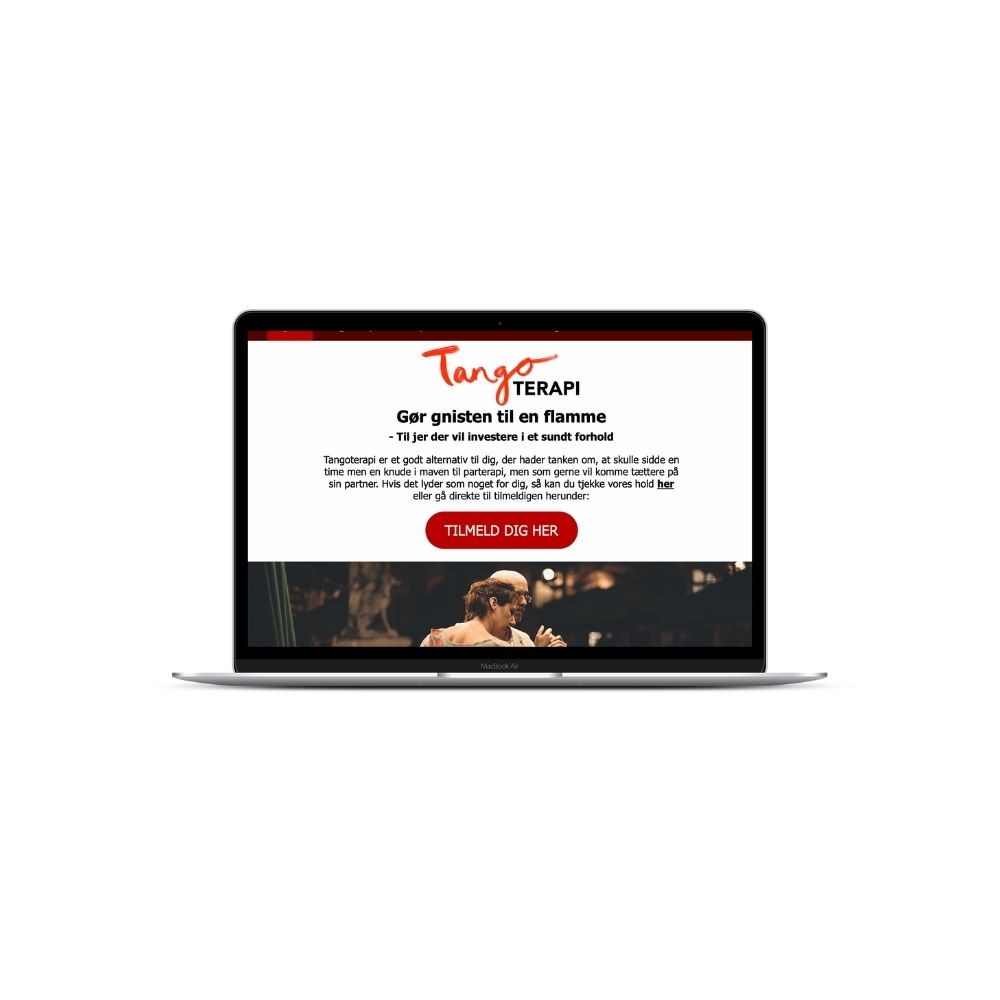 Tango
TERAPI
Gør gnisten til en flamme
- Til jer der vil investere i et sundt forhold
Tangoterapi er et godt alternativ til dig, der hader tanken om, at skulle sidde en
time men en knude i maven til parterapi, men som gerne vil komme tættere på
sin partner. Hvis det lyder som noget for dig, så kan du tjekke vores hold her
eller gå direkte til tilmeldigen herunder:
TILMELD DIG HER
MacBook Air